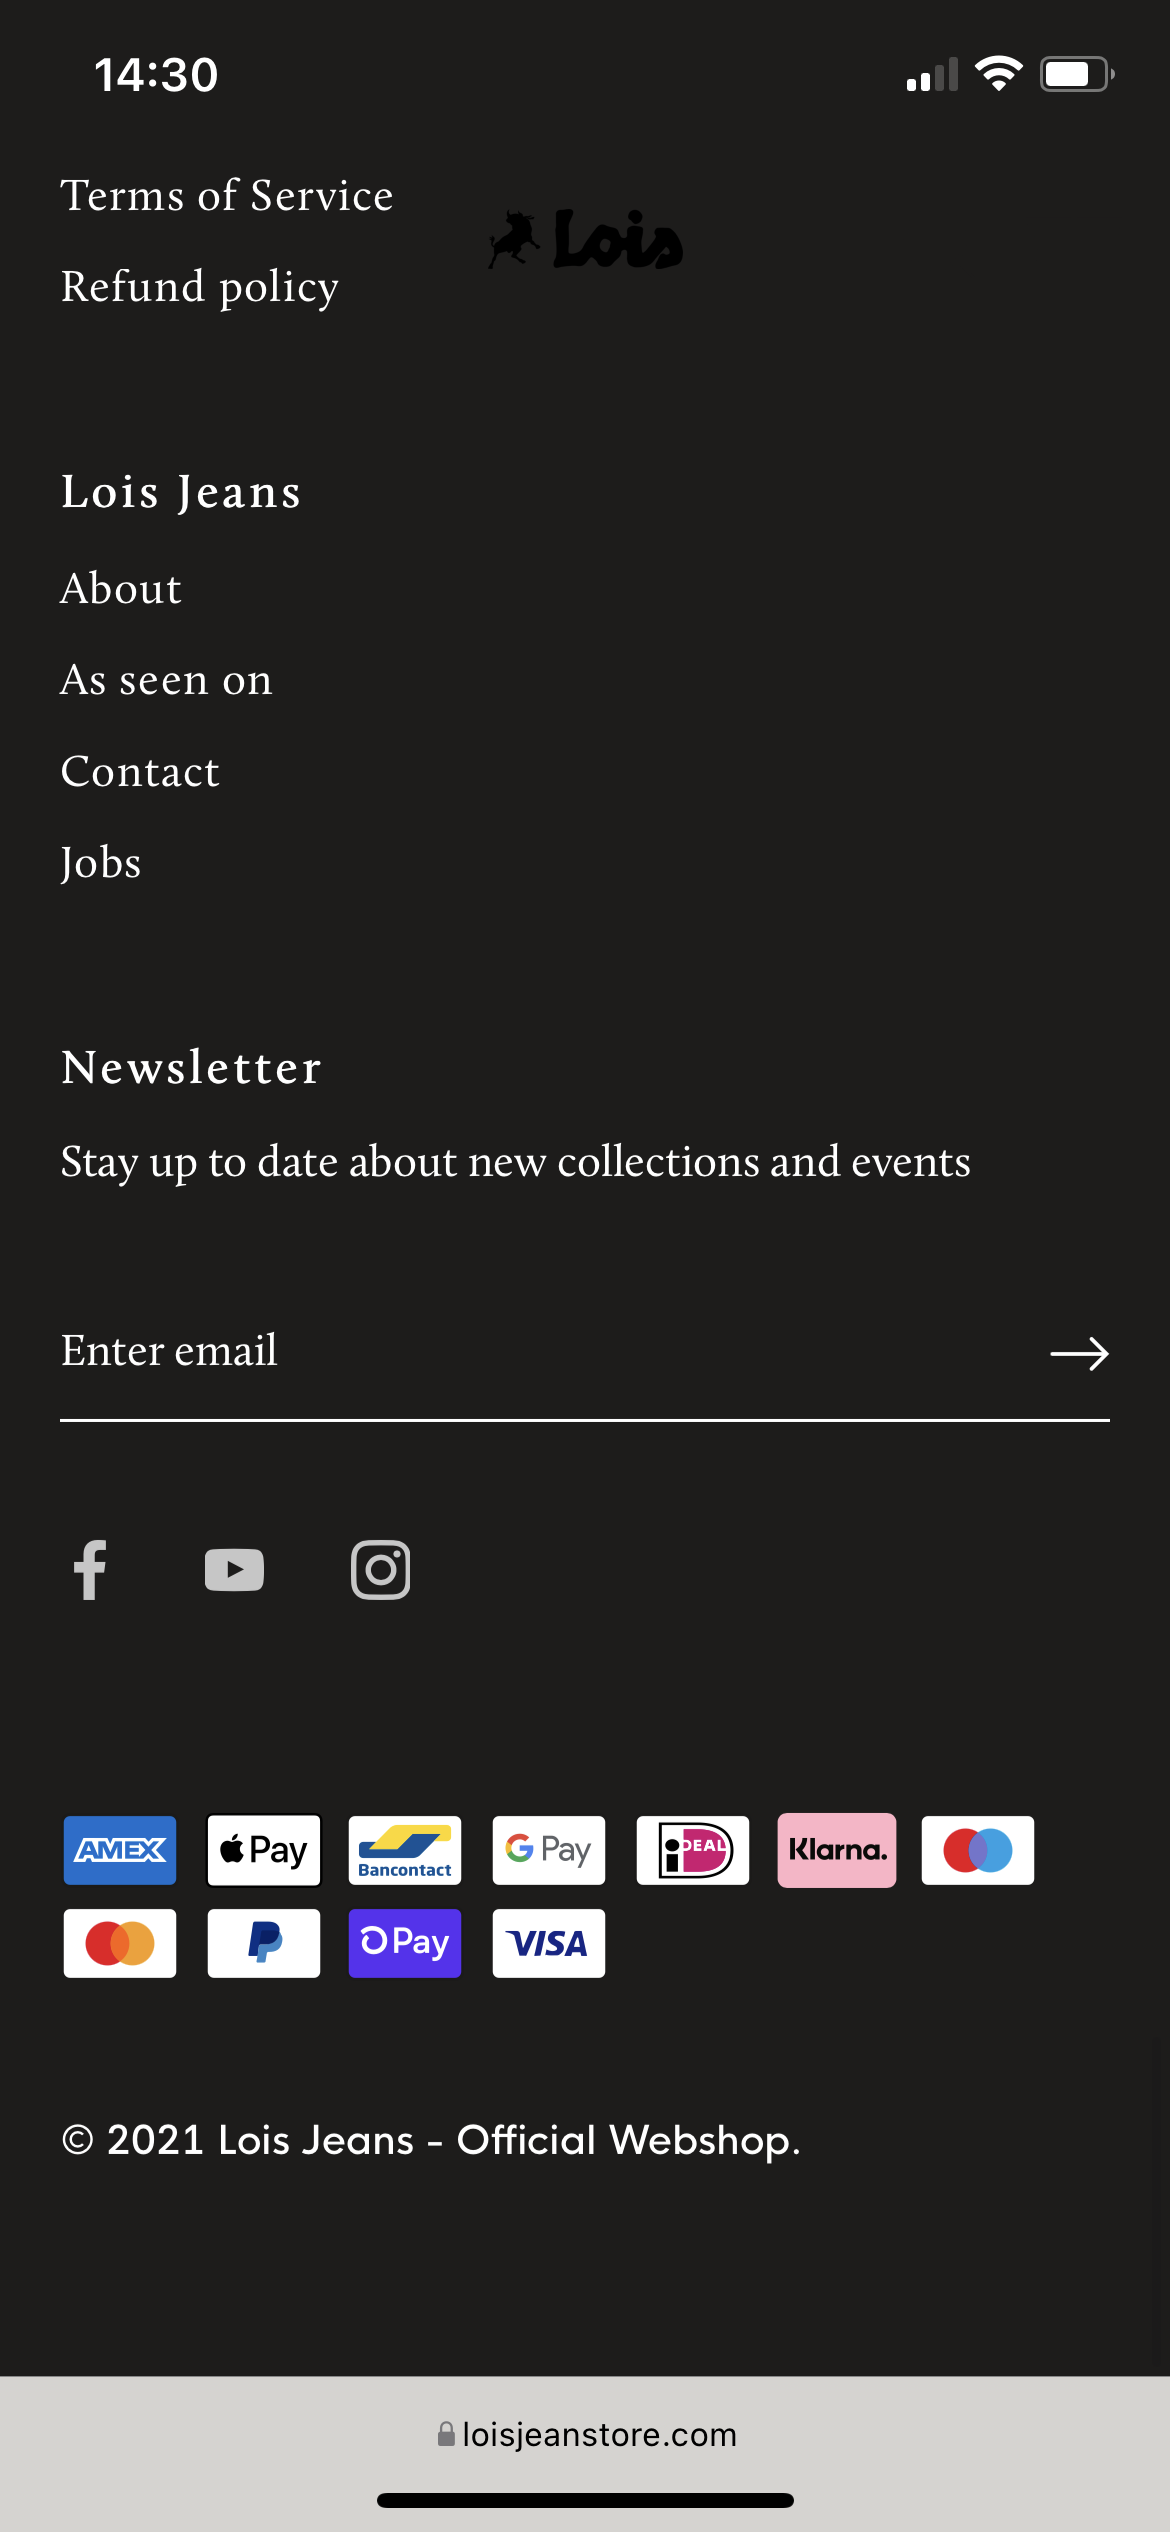 14:30
Terms of Service
Lois
Refund policy
Lois Jeans
About
As seen on
Contact
Jobs
Newsletter
Stay up to date about new collections and events
Enter email
AMEX Pay Bancontact G Pay iDEAL Klarna.
P Pay VISA
© 2021 Lois Jeans - Official Webshop.
loisjeanstore.com